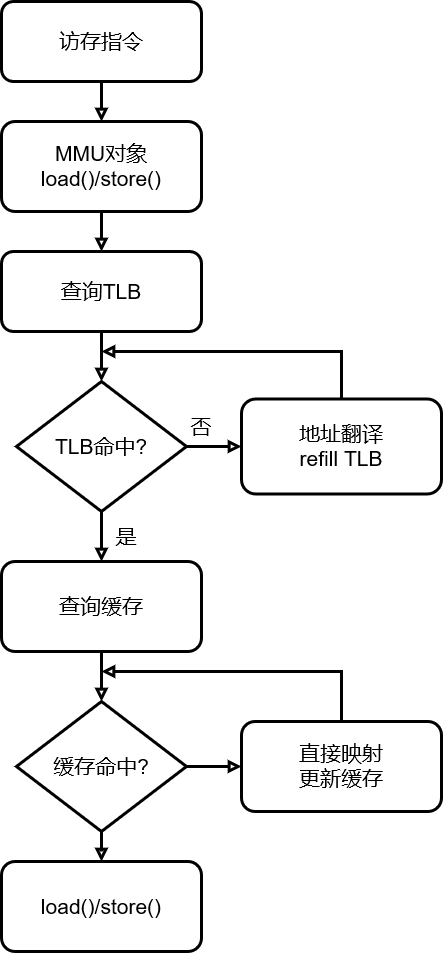 访存指令
MMU对象
load()/store()
查询TLB
TLB命中?
否
地址翻译
refill TLB
是
查询缓存
缓存命中?
直接映射
更新缓存
load()/store()